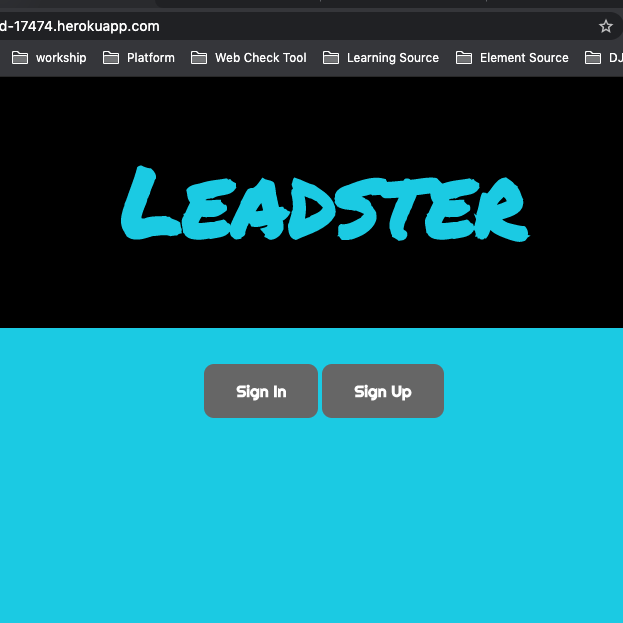 d-17474.herokuapp.com
workship Platform Web Check Tool Learning Source Element Source DJ
LEADSTER
Sign In Sign Up